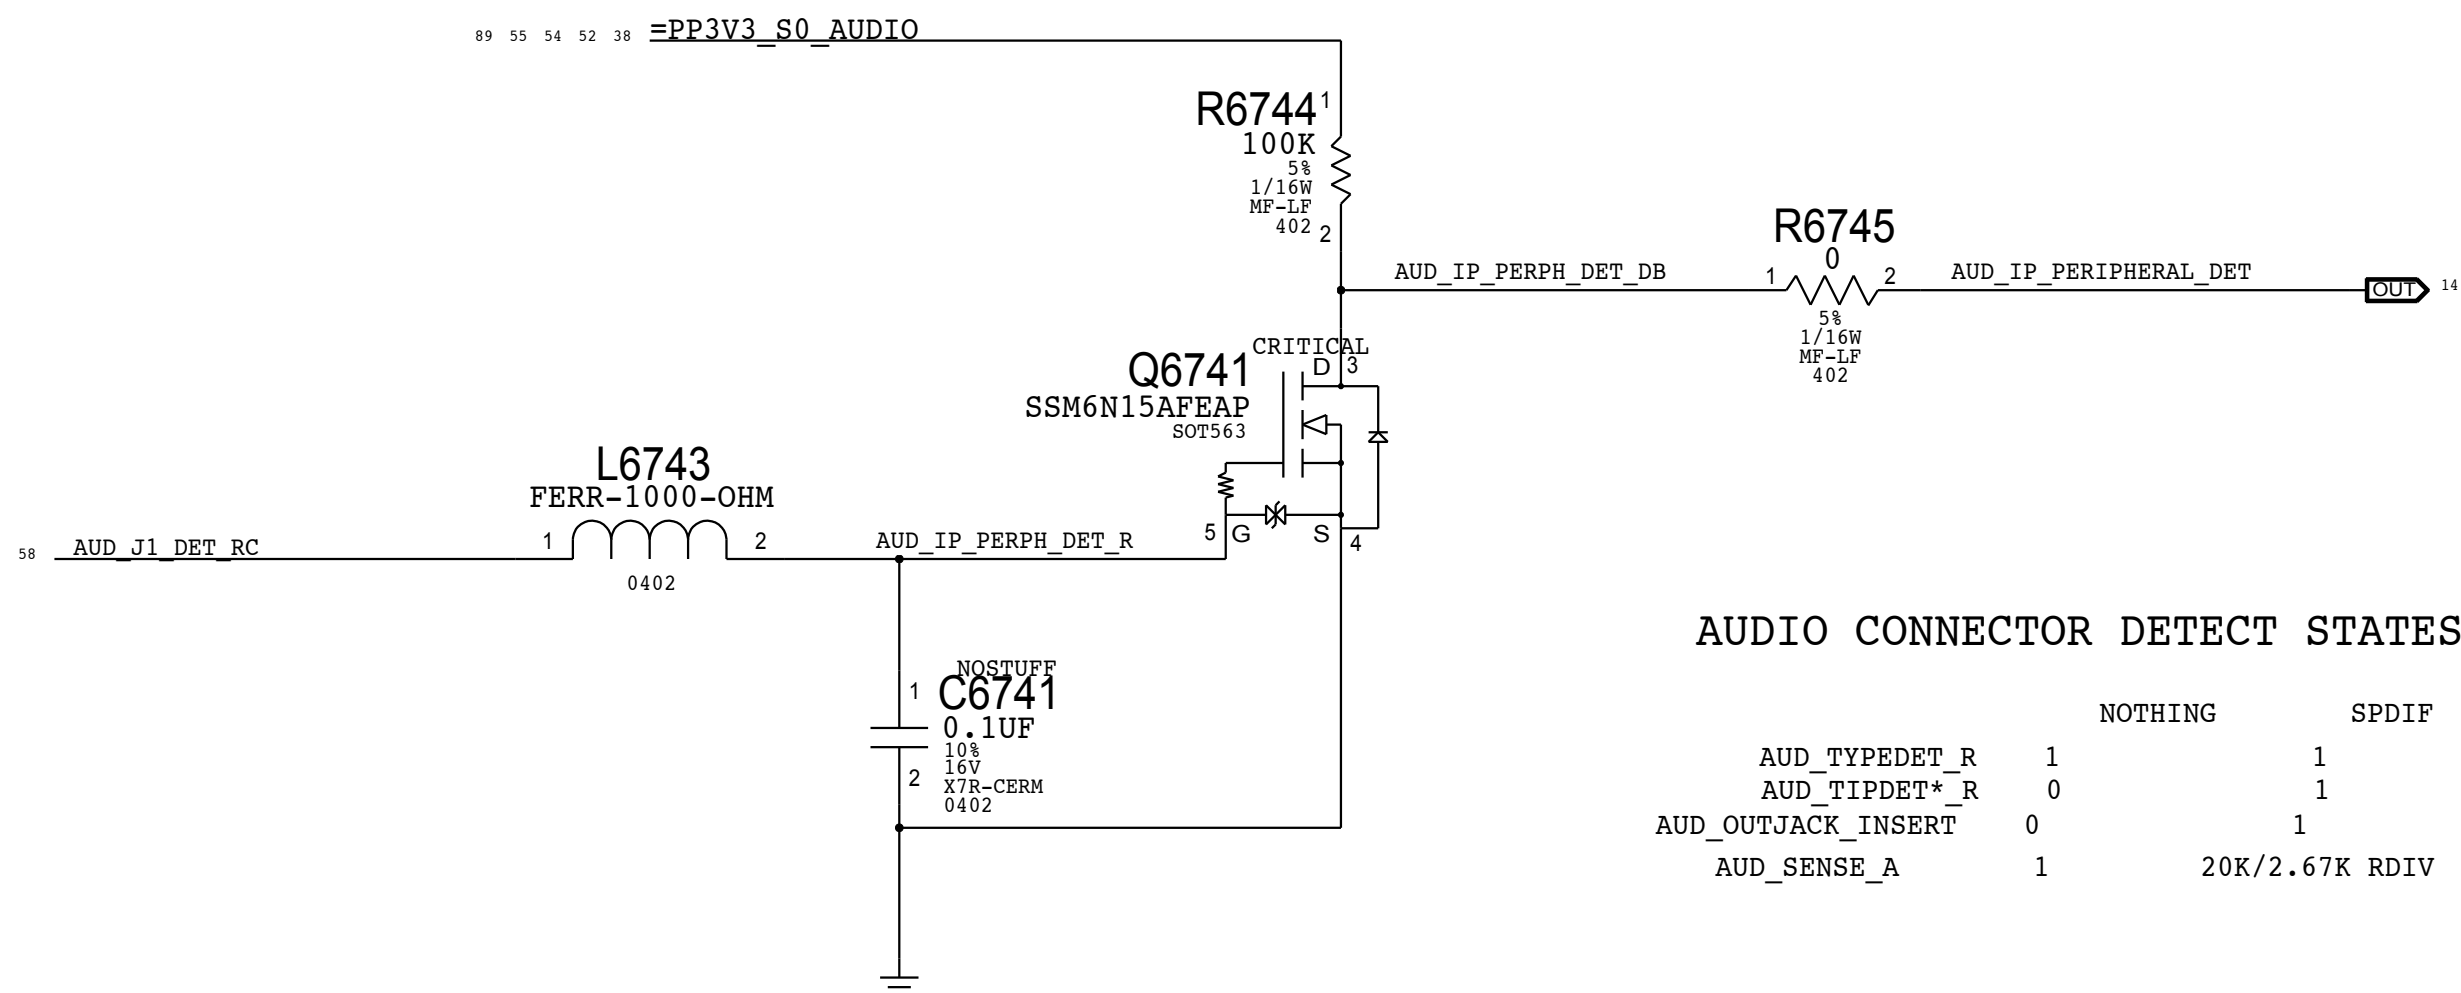 89 55 54 52 38 =PP3V3_S0_AUDIO
R6744 1
100K
5%
1/16W
MF-LF
402
2
R6745
0
AUD_IP_PERPH_DET_DB 1 2 AUD_IP_PERIPHERAL_DET
OUT 14
5%
1/16W
MF-LF
402
CRITICAL
D 3
Q6741
SSM6N15AFEAP
SOT563
5 G S 4
L6743
FERR-1000-OHM
58 AUD_J1_DET_RC 1 2 AUD_IP_PERPH_DET_R
0402
NOSTUFF
1 C6741
0.1UF
10%
16V
2 X7R-CERM
0402
AUDIO CONNECTOR DETECT STATES
NOTHING SPDIF
AUD_TYPEDET_R 1 1
AUD_TIPDET*_R 0 1
AUD_OUTJACK_INSERT 0 1
AUD_SENSE_A 1 20K/2.67K RDIV